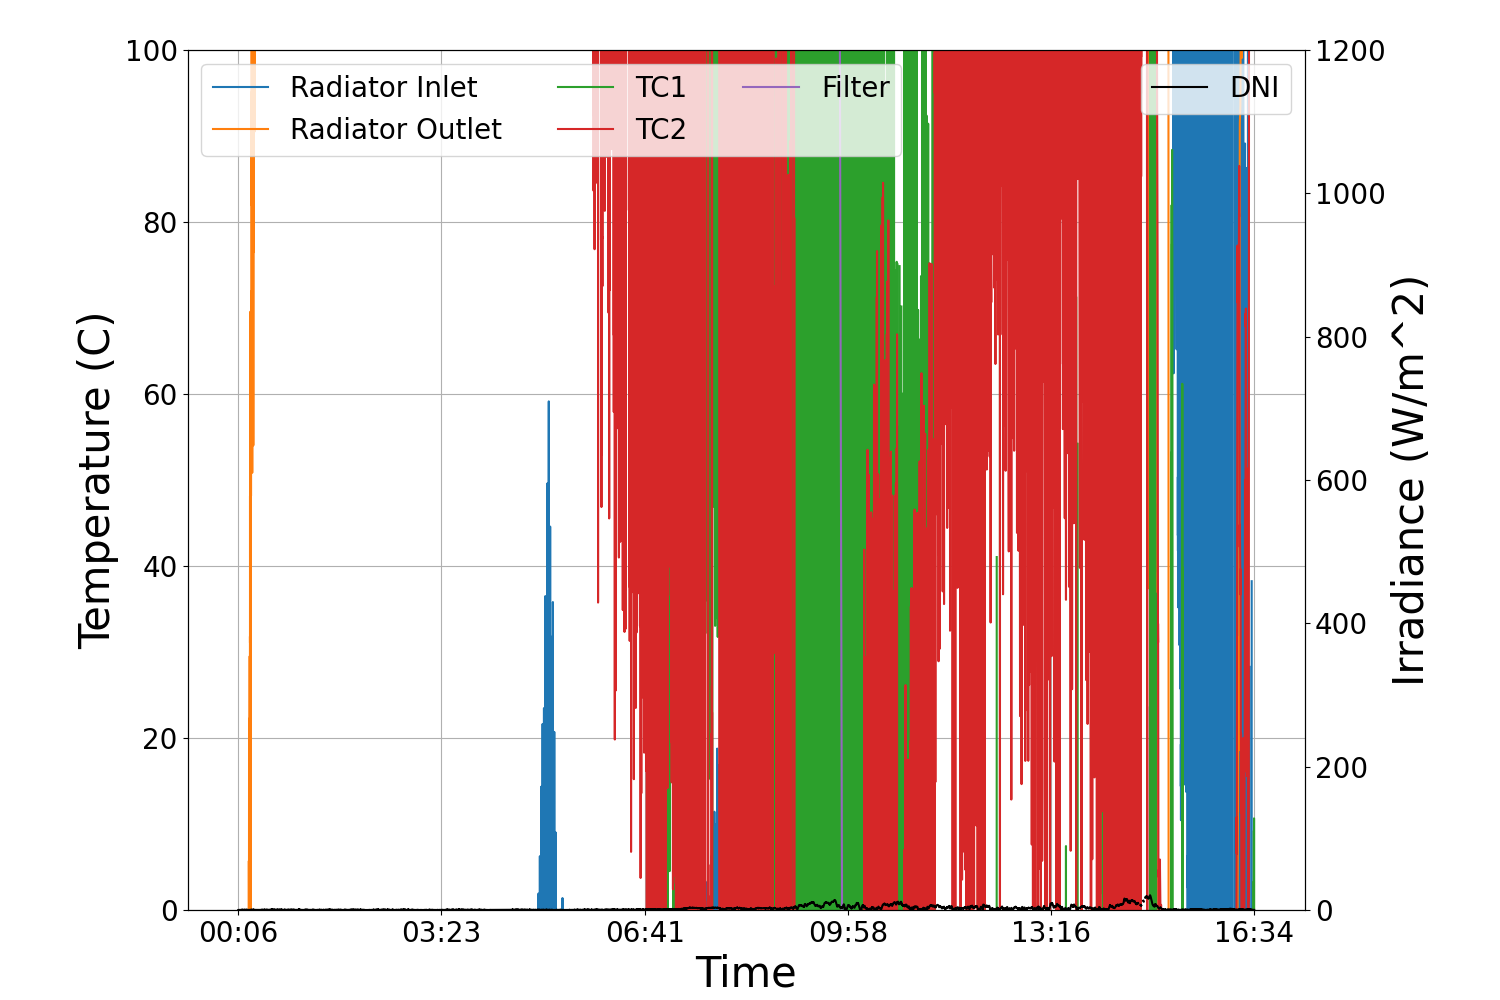 100
80
60
40
20
0
Temperature (C)
Radiator Inlet
Radiator Outlet
TC1
TC2
Filter
DNI
1200
1000
800
600
400
200
0
Irradiance (W/m^2)
00:06 03:23 06:41 09:58 13:16 16:34
Time